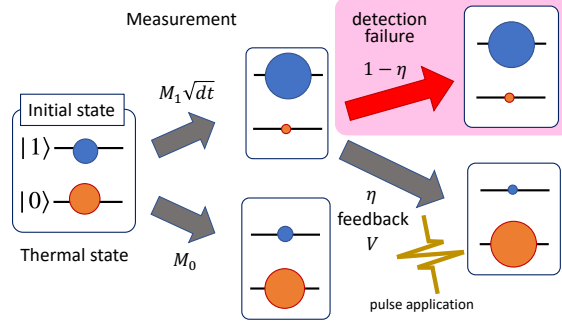 Measurement
detection
failure
1 − η
M₁√dt
Initial state
|1⟩
|0⟩
Thermal state
M₀
η
feedback
V
pulse application